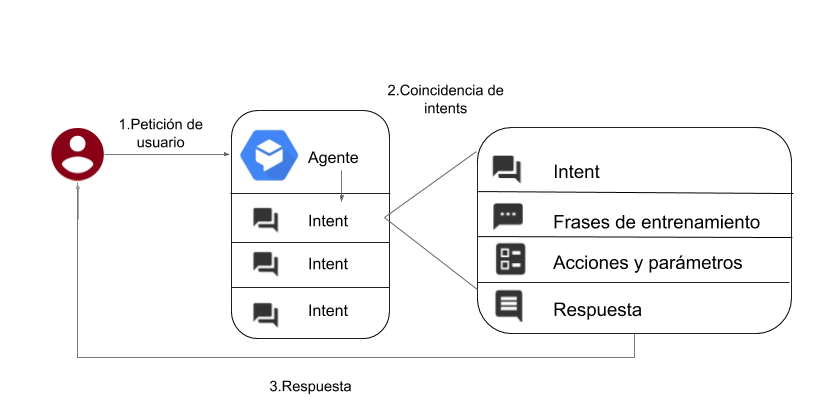 2.Coincidencia de
intents
1.Petición de
usuario
Agente
Intent
Intent
Intent
Intent
Frases de entrenamiento
Acciones y parámetros
Respuesta
3.Respuesta